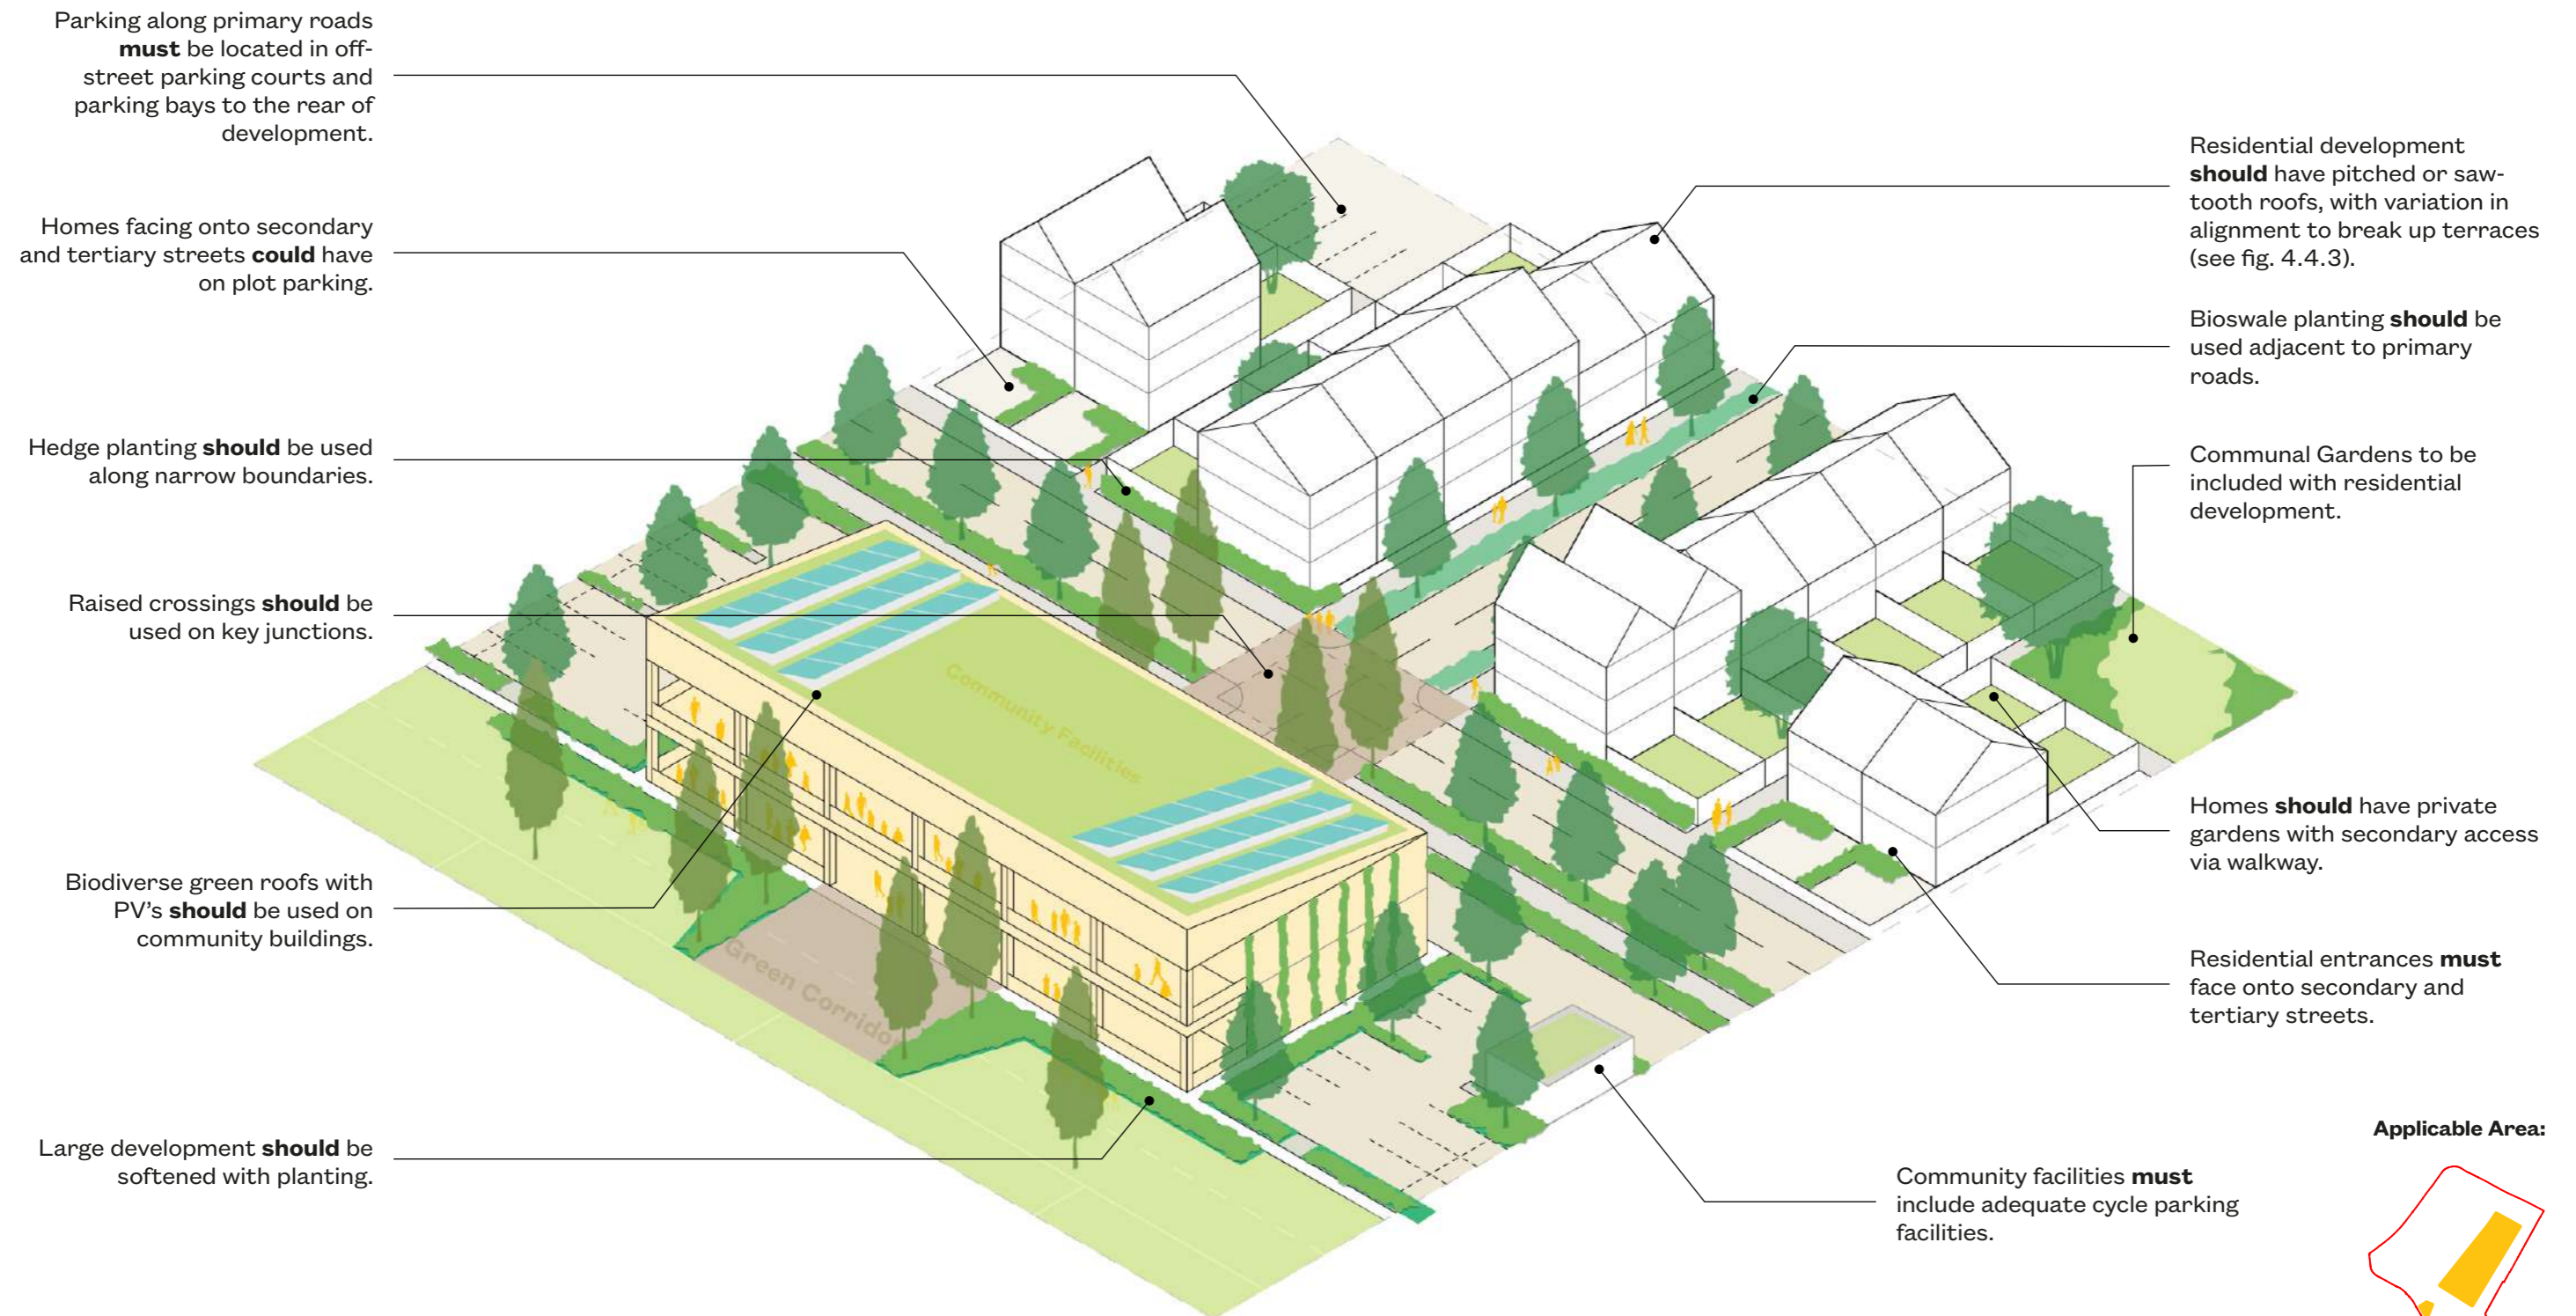 Parking along primary roads
must be located in off-
street parking courts and
parking bays to the rear of
development.
Homes facing onto secondary
and tertiary streets could have
on plot parking.
Hedge planting should be used
along narrow boundaries.
Raised crossings should be
used on key junctions.
Biodiverse green roofs with
PV's should be used on
community buildings.
Large development should be
softened with planting.
Community Facilities
Green Corridor
Residential development
should have pitched or saw-
tooth roofs, with variation in
alignment to break up terraces
(see fig. 4.4.3).
Bioswale planting should be
used adjacent to primary
roads.
Communal Gardens to be
included with residential
development.
Homes should have private
gardens with secondary access
via walkway.
Residential entrances must
face onto secondary and
tertiary streets.
Community facilities must
include adequate cycle parking
facilities.
Applicable Area: